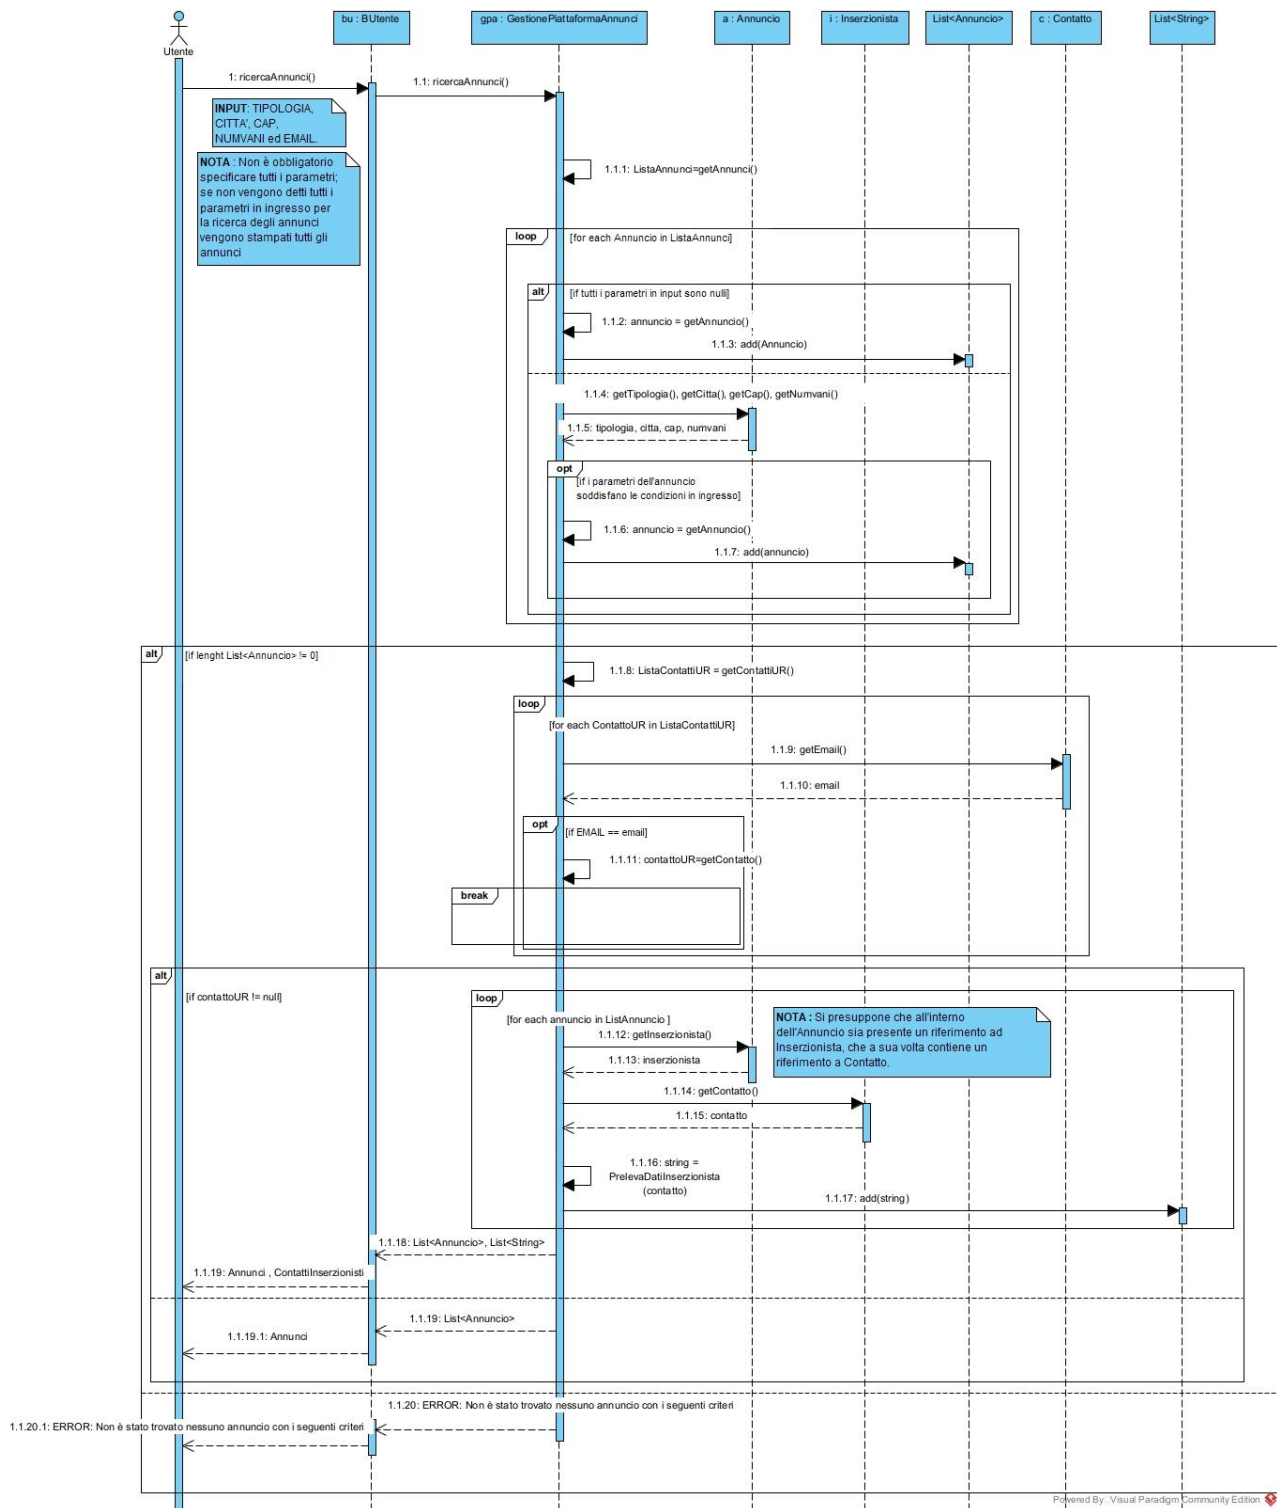 bu : BUtente
gpa : GestionePiattaformaAnnunci
a : Annuncio
i : Inserzionista
List<Annuncio>
c : Contatto
List<String>
Utente
1: ricercaAnnunci()
1.1: ricercaAnnunci()
INPUT: TIPOLOGIA,
CITTA', CAP,
NUMVANI ed EMAIL.
NOTA : Non è obbligatorio
specificare tutti i parametri;
se non vengono detti tutti i
parametri in ingresso per
la ricerca degli annunci
vengono stampati tutti gli
annunci
1.1.1: ListaAnnunci=getAnnunci()
loop
[for each Annuncio in ListaAnnunci]
alt
[if tutti i parametri in input sono nulli]
1.1.2: annuncio = getAnnuncio()
1.1.3: add(Annuncio)
1.1.4: getTipologia(), getCitta(), getCap(), getNumvani()
1.1.5: tipologia, citta, cap, numvani
opt
[if i parametri dell'annuncio
soddisfano le condizioni in ingresso]
1.1.6: annuncio = getAnnuncio()
1.1.7: add(annuncio)
alt
[if lenght List<Annuncio> != 0]
1.1.8: ListaContattiUR = getContattiUR()
loop
[for each ContattoUR in ListaContattiUR]
1.1.9: getEmail()
1.1.10: email
opt
[if EMAIL == email]
1.1.11: contattoUR=getContatto()
break
alt
[if contattoUR != null]
loop
[for each annuncio in ListAnnuncio ]
1.1.12: getInserzionista()
NOTA : Si presuppone che all'interno
dell'Annuncio sia presente un riferimento ad
Inserzionista, che a sua volta contiene un
riferimento a Contatto.
1.1.13: inserzionista
1.1.14: getContatto()
1.1.15: contatto
1.1.16: string =
PrelevaDatiInserzionista
(contatto)
1.1.17: add(string)
1.1.18: List<Annuncio>, List<String>
1.1.19: Annunci , ContattiInserzionisti
1.1.19: List<Annuncio>
1.1.19.1: Annunci
1.1.20: ERROR: Non è stato trovato nessuno annuncio con i seguenti criteri
1.1.20.1: ERROR: Non è stato trovato nessuno annuncio con i seguenti criteri
Powered By Visual Paradigm Community Edition